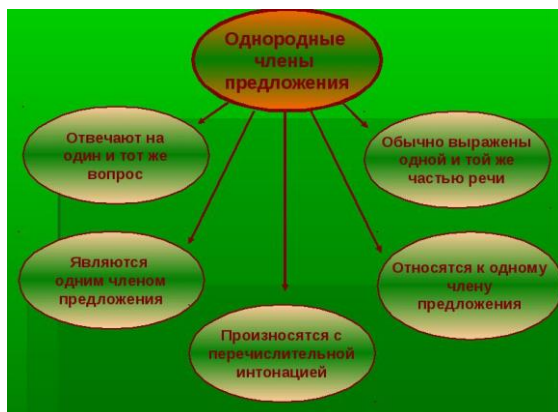 Однородные
члены
предложения
Отвечают на
один и тот же
вопрос
Обычно выражены
одной и той же
частью речи
Являются
одним членом
предложения
Относятся к одному
члену
предложения
Произносятся с
перечислительной
интонацией